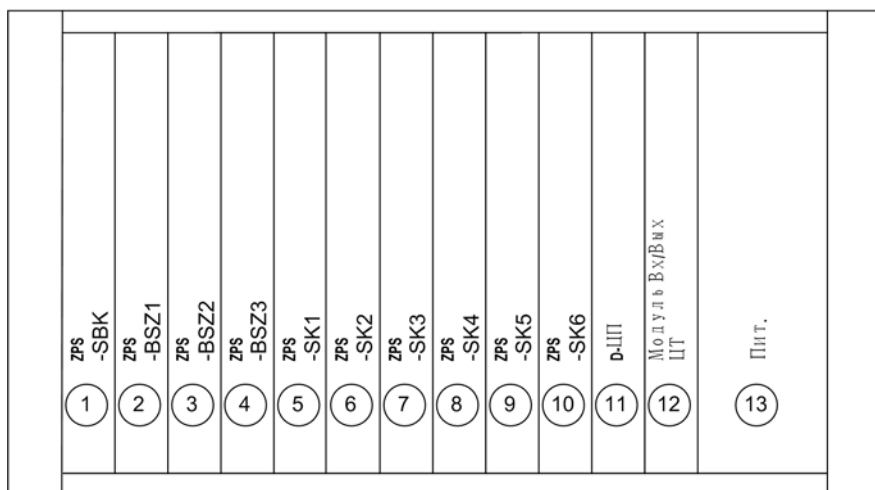 ZPS
-SBK
1
ZPS
-BSZ1
2
ZPS
-BSZ2
3
ZPS
-BSZ3
4
ZPS
-SK1
5
ZPS
-SK2
6
ZPS
-SK3
7
ZPS
-SK4
8
ZPS
-SK5
9
ZPS
-SK6
10
D-ЦП
11
Модуль Вх/Вых
ЦТ
12
Пит.
13